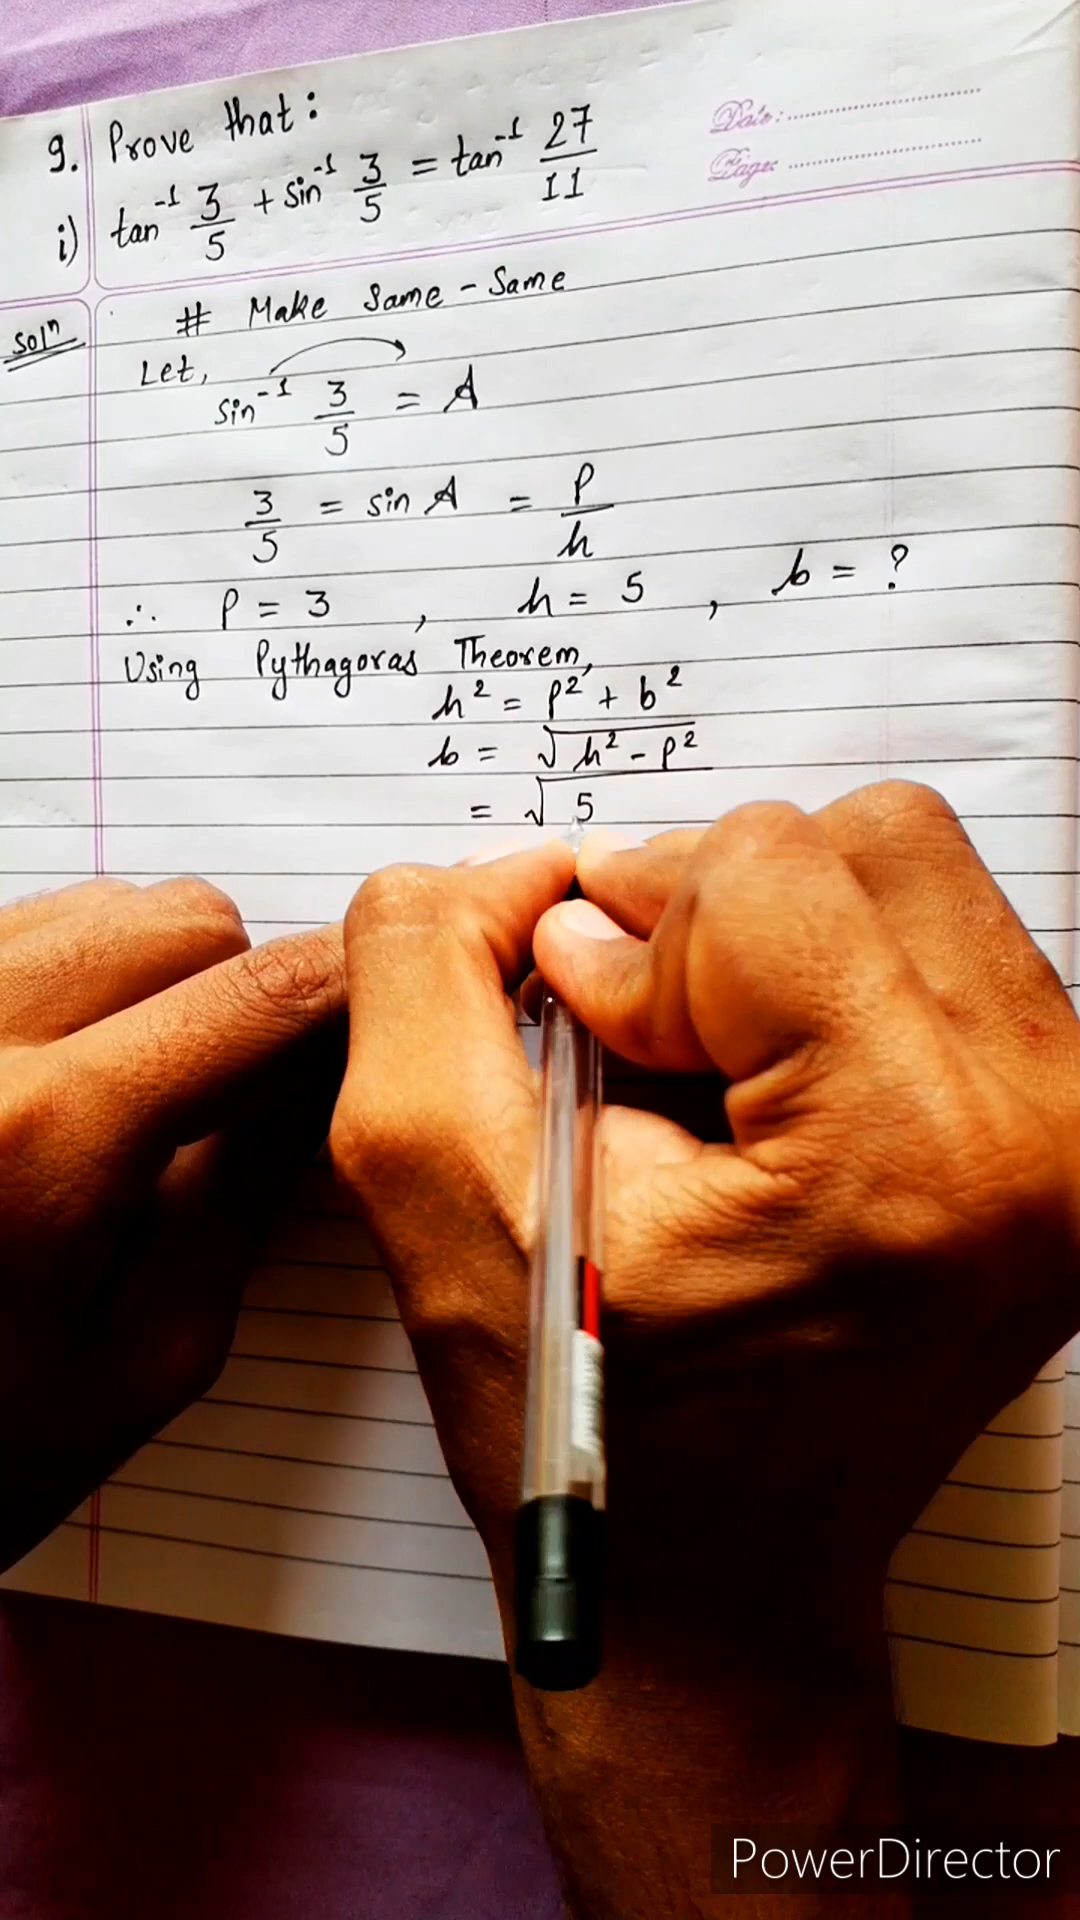 9. Prove that:
i) tan⁻¹ 3/5 + sin⁻¹ 3/5 = tan⁻¹ 27/11
Date:
Page:
Solⁿ
# Make Same - Same
Let,
sin⁻¹ 3/5 = A
3/5 = sin A = P/h
∴ P = 3 , h = 5 , b = ?
Using Pythagoras Theorem,
h² = p² + b²
b = √h² - p²
= √5
PowerDirector